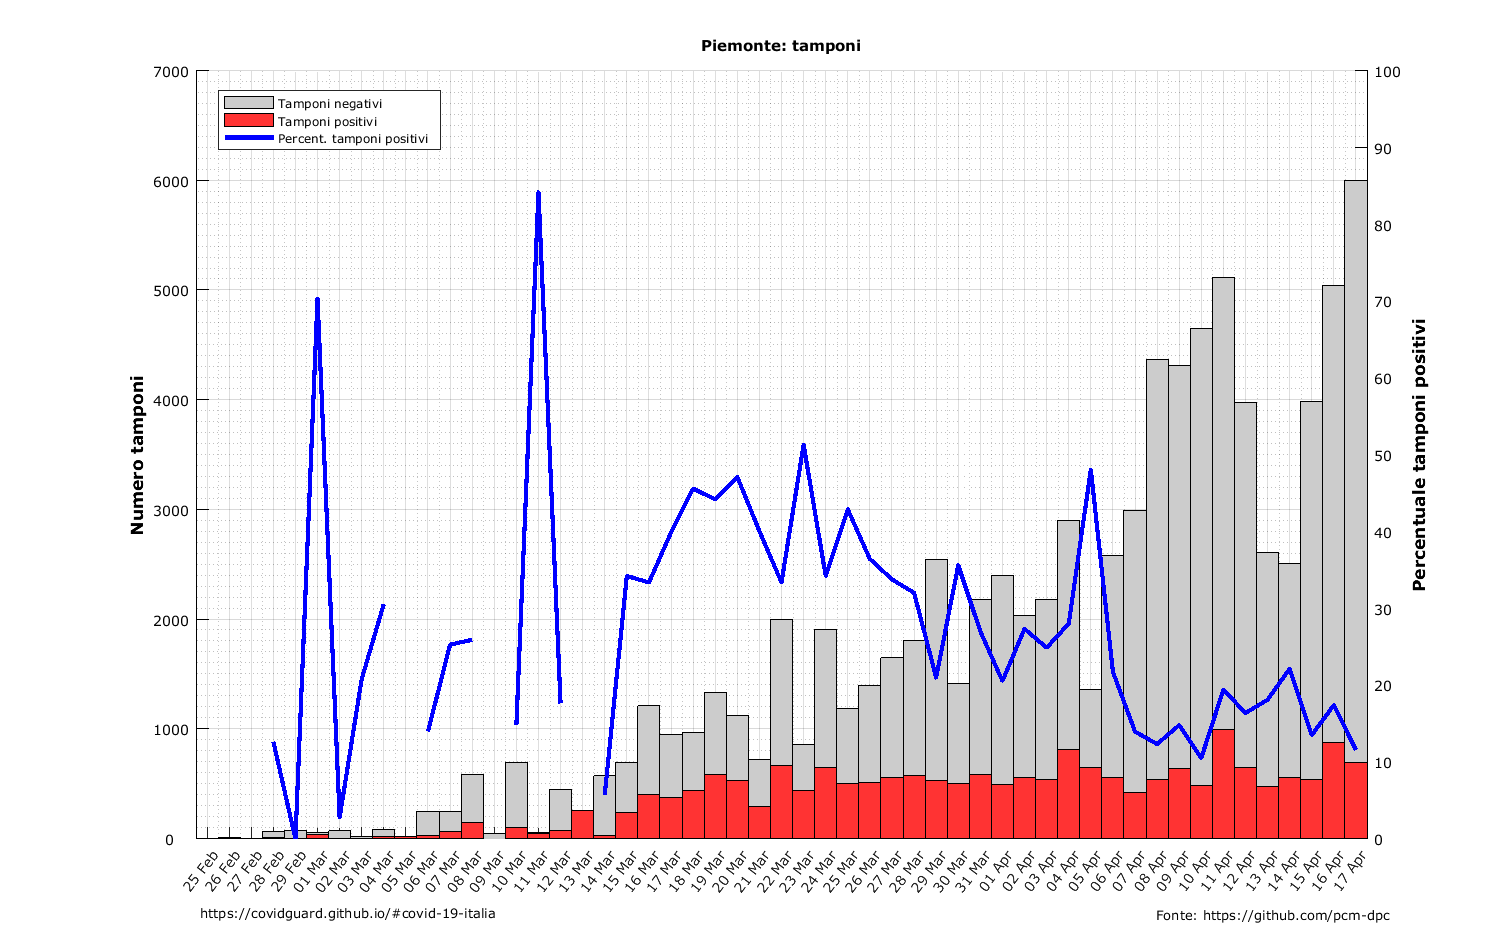 Piemonte: tamponi
Tamponi negativi
Tamponi positivi
Percent. tamponi positivi
Numero tamponi
7000
6000
5000
4000
3000
2000
1000
0
100
90
80
70
60
50
40
30
20
10
0
Percentuale tamponi positivi
25 Feb
26 Feb
27 Feb
28 Feb
29 Feb
01 Mar
02 Mar
03 Mar
04 Mar
05 Mar
06 Mar
07 Mar
08 Mar
09 Mar
10 Mar
11 Mar
12 Mar
13 Mar
14 Mar
15 Mar
16 Mar
17 Mar
18 Mar
19 Mar
20 Mar
21 Mar
22 Mar
23 Mar
24 Mar
25 Mar
26 Mar
27 Mar
28 Mar
29 Mar
30 Mar
31 Mar
01 Apr
02 Apr
03 Apr
04 Apr
05 Apr
06 Apr
07 Apr
08 Apr
09 Apr
10 Apr
11 Apr
12 Apr
13 Apr
14 Apr
15 Apr
16 Apr
17 Apr
https://covidguard.github.io/#covid-19-italia
Fonte: https://github.com/pcm-dpc